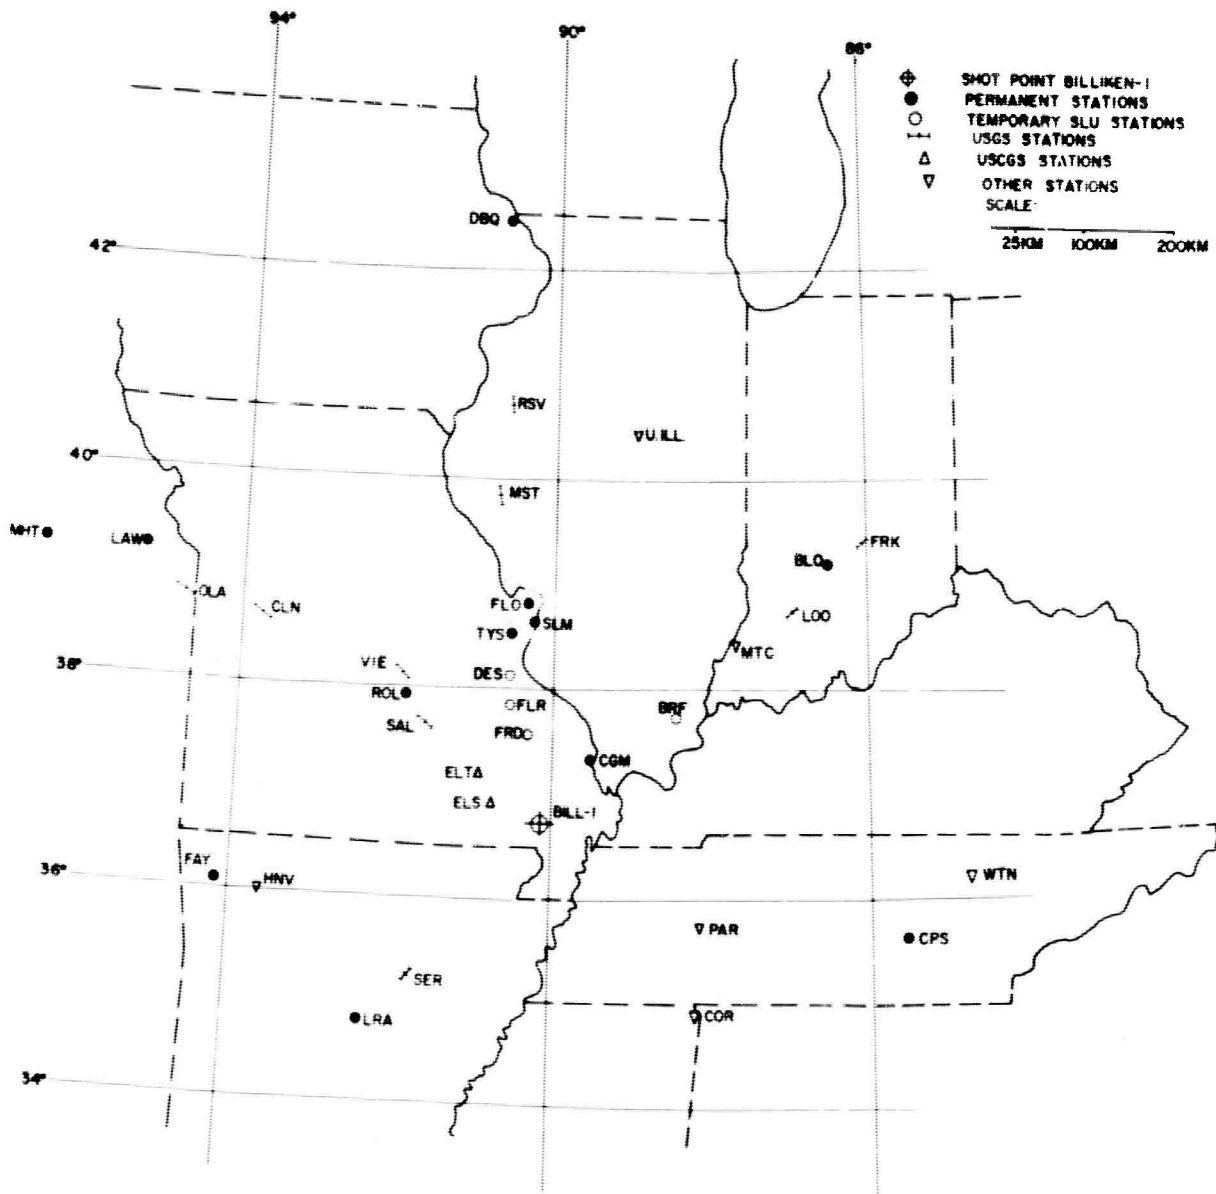 94°
90°
86°
SHOT POINT BILLIKEN-1
PERMANENT STATIONS
TEMPORARY SLU STATIONS
USGS STATIONS
USCGS STATIONS
OTHER STATIONS
SCALE:
25KM 100KM 200KM
DBQ
42°
RSV
U.ILL
40°
MST
MHT
LAW
BLO
FRK
OLA
CLN
FLO
SLM
LOO
TYS
MTC
38°
VIE
DES
ROL
FLR
BRF
SAL
FRD
CGM
ELT
ELS
BILL-1
FAY
HNV
36°
WTN
PAR
CPS
SER
LRA
COR
34°